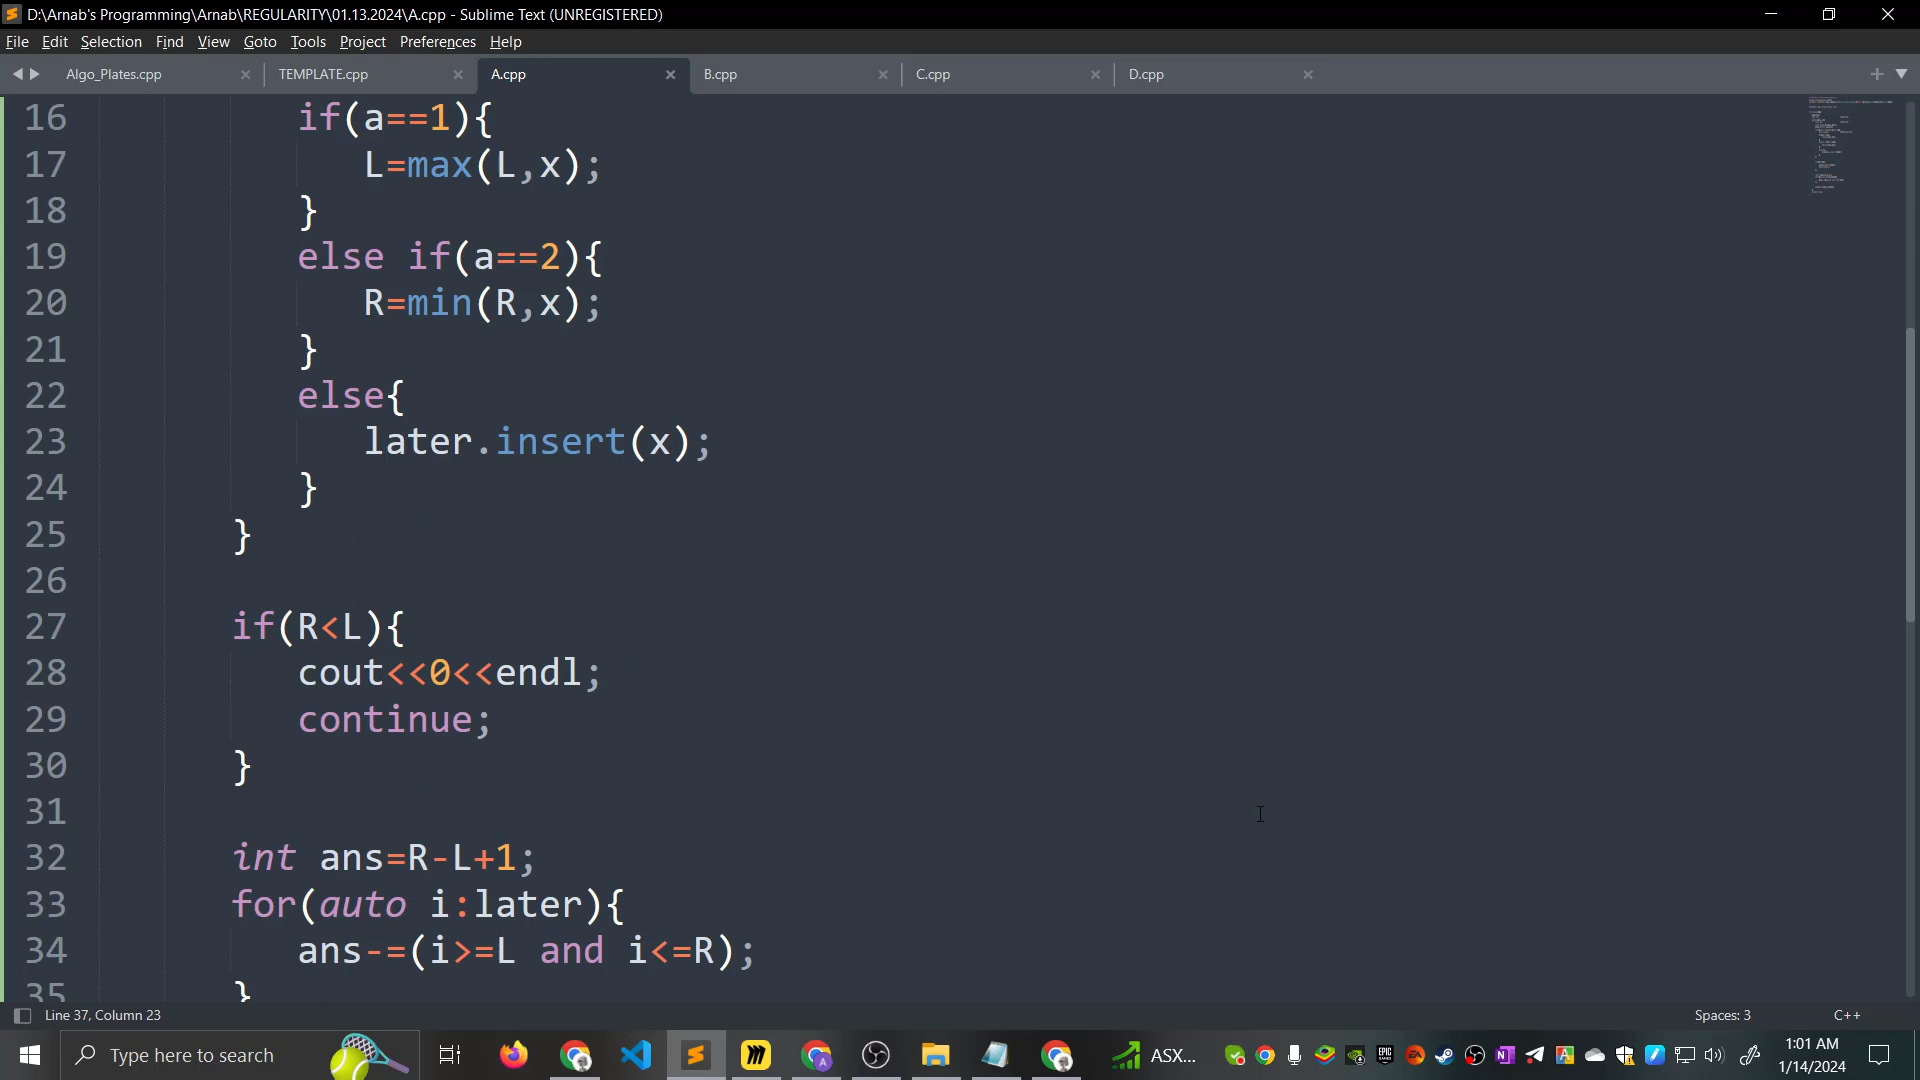 D:\Arnab's Programming\Arnab\REGULARITY\01.13.2024\A.cpp - Sublime Text (UNREGISTERED)
File Edit Selection Find View Goto Tools Project Preferences Help
Algo_Plates.cpp TEMPLATE.cpp A.cpp B.cpp C.cpp D.cpp
16 if(a==1){
17 L=max(L,x);
18 }
19 else if(a==2){
20 R=min(R,x);
21 }
22 else{
23 later.insert(x);
24 }
25 }
26
27 if(R<L){
28 cout<<0<<endl;
29 continue;
30 }
31
32 int ans=R-L+1;
33 for(auto i:later){
34 ans-=(i>=L and i<=R);
35 }
Line 37, Column 23 Spaces: 3 C++
Type here to search ASX... 1:01 AM
1/14/2024